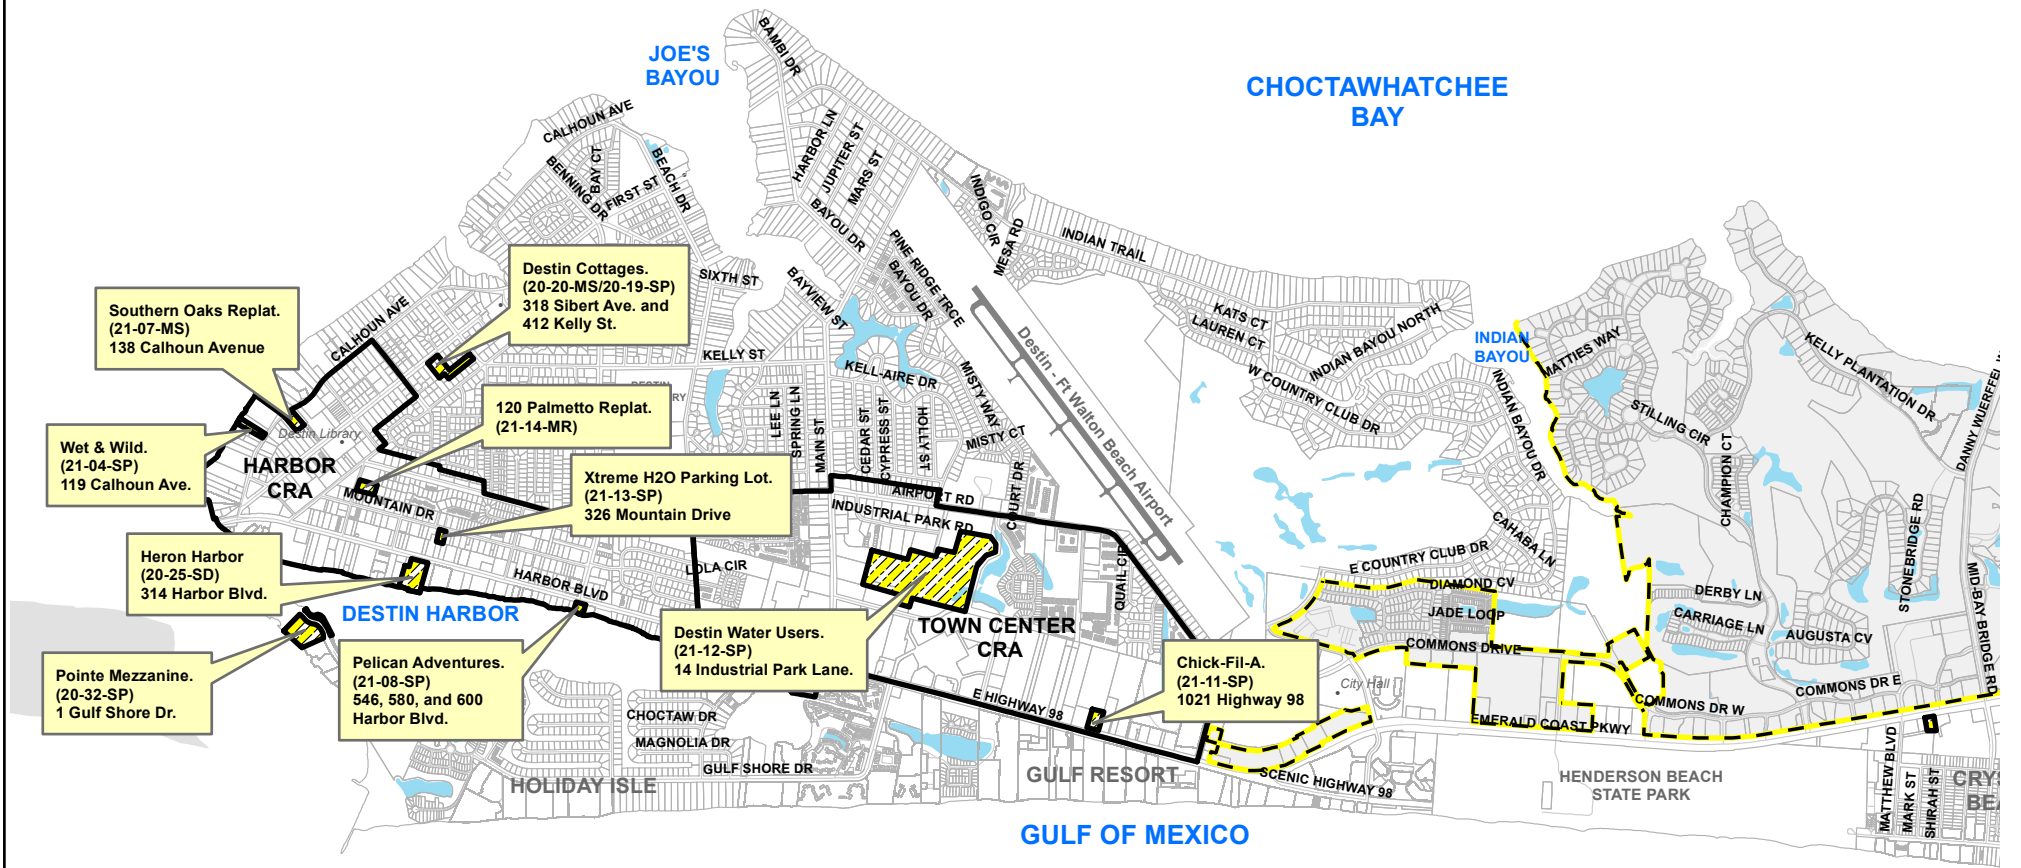 JOE'S
BAYOU
CHOCTAWHATCHEE
BAY
INDIAN
BAYOU
DESTIN HARBOR
GULF OF MEXICO
Southern Oaks Replat.
(21-07-MS)
138 Calhoun Avenue
Destin Cottages.
(20-20-MS/20-19-SP)
318 Sibert Ave. and
412 Kelly St.
Wet & Wild.
(21-04-SP)
119 Calhoun Ave.
120 Palmetto Replat.
(21-14-MR)
Xtreme H2O Parking Lot.
(21-13-SP)
326 Mountain Drive
Heron Harbor
(20-25-SD)
314 Harbor Blvd.
Pointe Mezzanine.
(20-32-SP)
1 Gulf Shore Dr.
Pelican Adventures.
(21-08-SP)
546, 580, and 600
Harbor Blvd.
Destin Water Users.
(21-12-SP)
14 Industrial Park Lane.
Chick-Fil-A.
(21-11-SP)
1021 Highway 98
HARBOR
CRA
TOWN CENTER
CRA
Destin Library
City Hall
Destin - Ft Walton Beach Airport
HOLIDAY ISLE
GULF RESORT
HENDERSON BEACH
STATE PARK
BAMBI DR
CALHOUN AVE
BENNING DR
BAY CT
FIRST ST
BEACH DR
HARBOR LN
JUPITER ST
MARS ST
BAYOU DR
PINE RIDGE TRCE
BAYOU DR
INDIGO CIR
MESA RD
INDIAN TRAIL
SIXTH ST
BAYVIEW ST
CALHOUN AVE
KELLY ST
KELL-AIRE DR
MISTY WAY
MISTY CT
KATS CT
LAUREN CT
INDIAN BAYOU NORTH
W COUNTRY CLUB DR
INDIAN BAYOU DR
MATTIES WAY
STILLING CIR
CHAMPION CT
KELLY PLANTATION DR
DANNY WUERFFEL W
LEE LN
SPRING LN
MAIN ST
CEDAR ST
CYPRESS ST
HOLLY ST
COURT DR
AIRPORT RD
INDUSTRIAL PARK RD
MOUNTAIN DR
HARBOR BLVD
LOLA CIR
QUAIL CIR
CAHABA LN
E COUNTRY CLUB DR
DIAMOND CV
JADE LOOP
COMMONS DRIVE
DERBY LN
CARRIAGE LN
AUGUSTA CV
STONEBRIDGE RD
MID-BAY BRIDGE RD
COMMONS DR E
COMMONS DR W
EMERALD COAST PKWY
E HIGHWAY 98
SCENIC HIGHWAY 98
CHOCTAW DR
MAGNOLIA DR
GULF SHORE DR
MATTHEW BLVD
MARK ST
SHIRAH ST